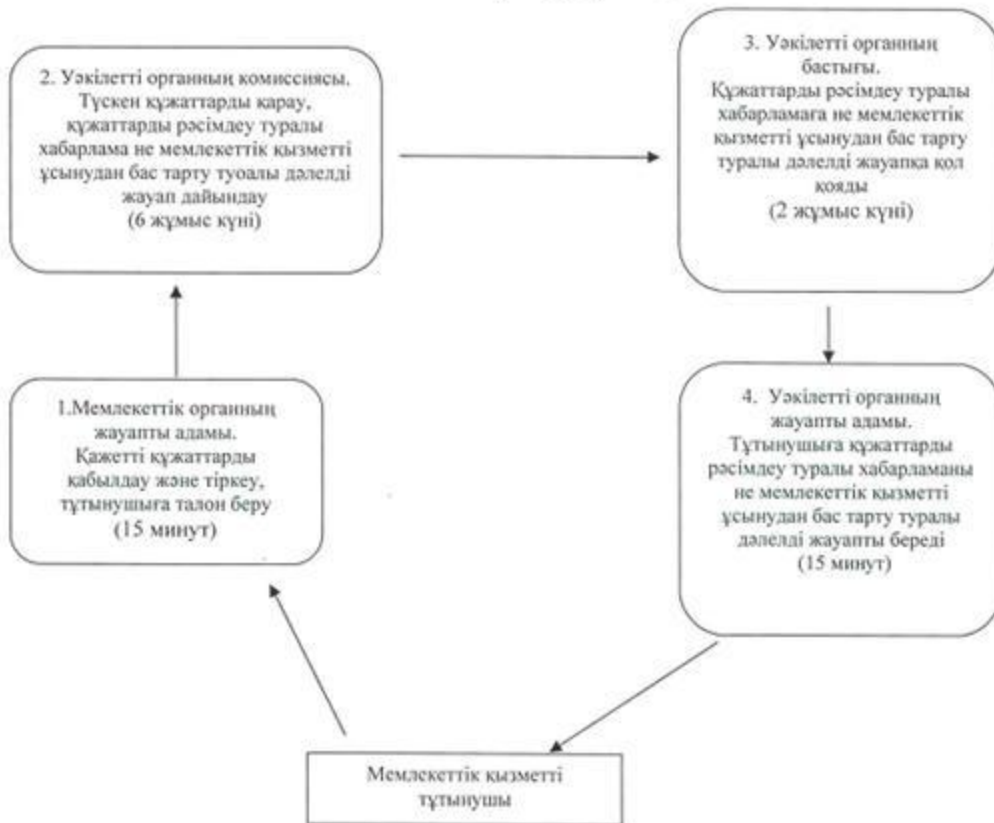 2. Уәкілетті органның комиссиясы.
Түскен құжаттарды қарау,
құжаттарды рәсімдеу туралы
хабарлама не мемлекеттік қызметті
ұсынудан бас тарту туоалы дәлелді
жауап дайындау
(6 жұмыс күні)
3. Уәкілетті органның
бастығы.
Құжаттарды рәсімдеу туралы
хабарламаға не мемлекеттік
қызметті ұсынудан бас тарту
туралы дәлелді жауапқа қол
қояды
(2 жұмыс күні)
1.Мемлекеттік органның
жауапты адамы.
Қажетті құжаттарды
қабылдау және тіркеу,
тұтынушыға талон беру
(15 минут)
4. Уәкілетті органның
жауапты адамы.
Тұтынушыға құжаттарды
рәсімдеу туралы хабарламаны
не мемлекеттік қызметті
ұсынудан бас тарту туралы
дәлелді жауапты береді
(15 минут)
Мемлекеттік қызметті
тұтынушы